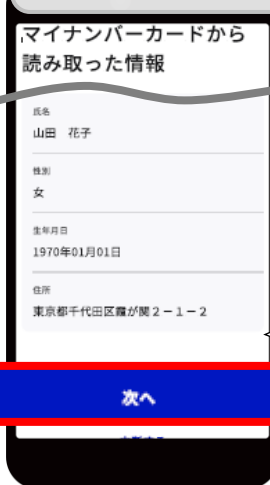 マイナンバーカードから
読み取った情報
氏名
山田　花子
性別
女
生年月日
1970年01月01日
住所
東京都千代田区霞が関２－１－２
次へ